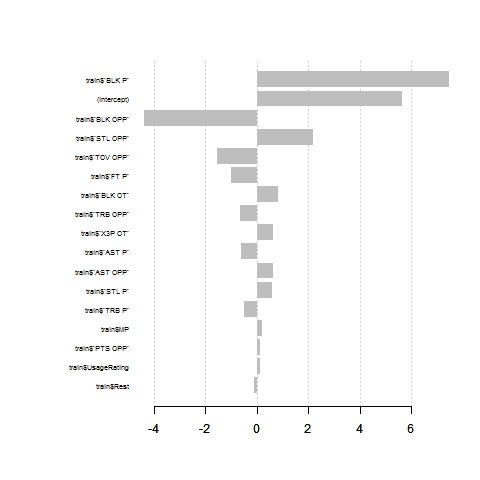 train$`BLK P`
(Intercept)
train$`BLK OPP`
train$`STL OPP`
train$`TOV OPP`
train$`FT P`
train$`BLK OT`
train$`TRB OPP`
train$`X3P OT`
train$`AST P`
train$`AST OPP`
train$`STL P`
train$`TRB P`
train$MP
train$`PTS OPP`
train$UsageRating
train$Rest
-4 -2 0 2 4 6